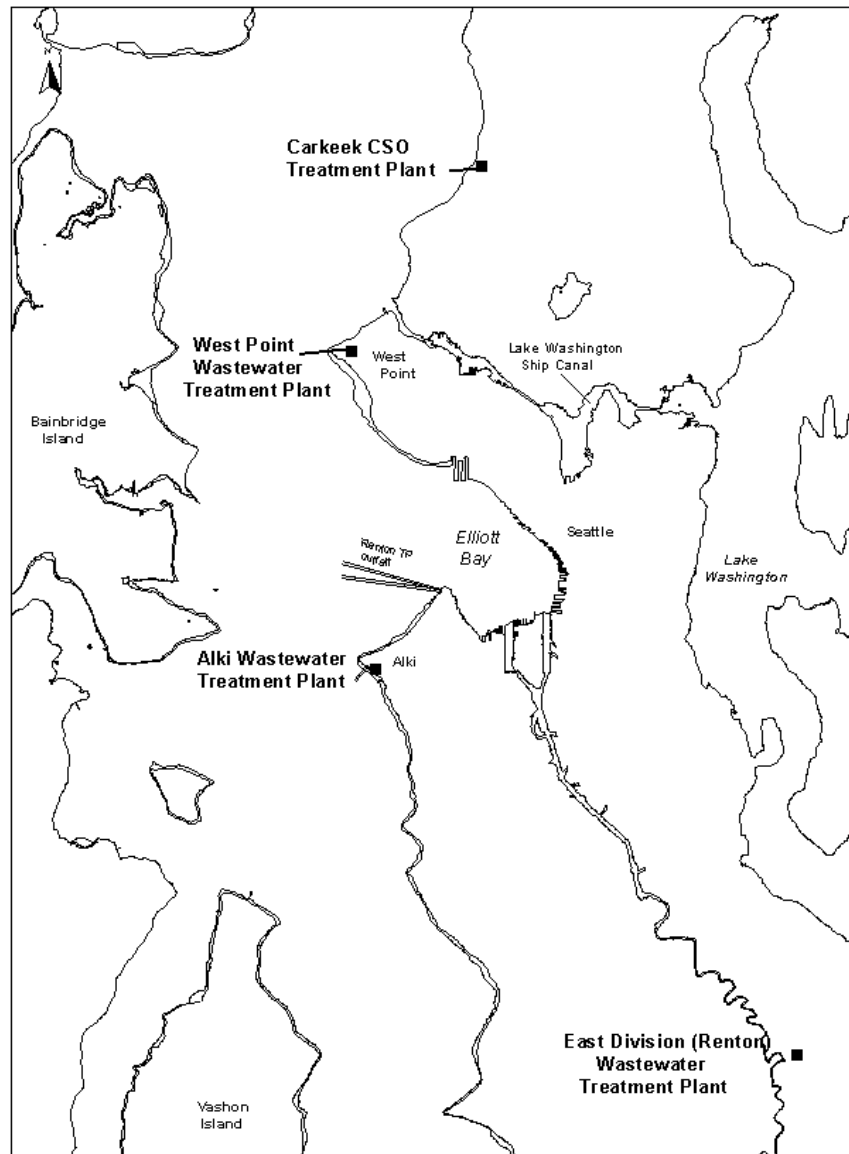 N
Carkeek CSO
Treatment Plant
West Point
Wastewater
Treatment Plant
West
Point
Lake Washington
Ship Canal
Bainbridge
Island
Elliott
Bay
Seattle
Renton TP
outfall
Lake
Washington
Alki Wastewater
Treatment Plant
Alki
East Division (Renton)
Wastewater
Treatment Plant
Vashon
Island